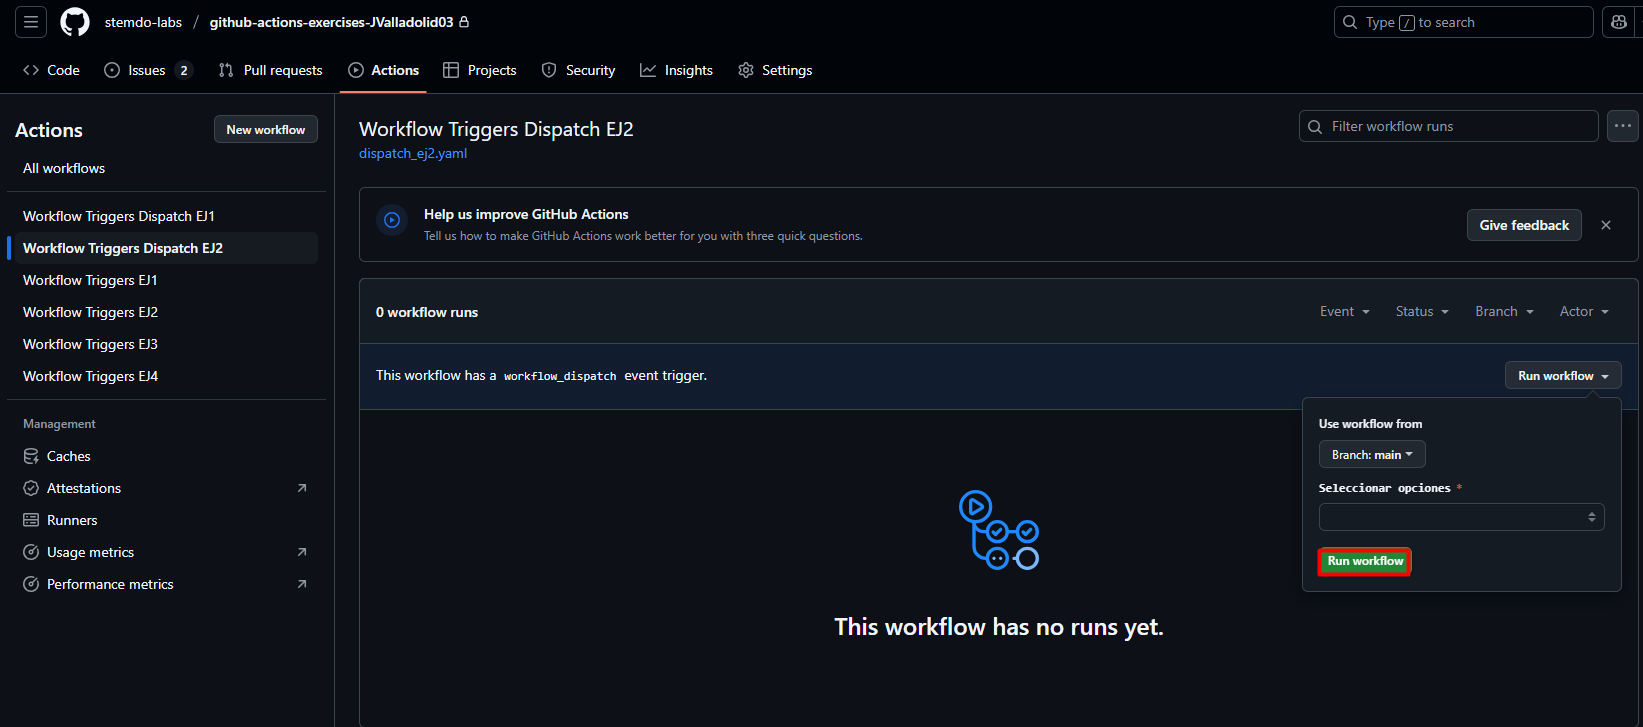 stemdo-labs / github-actions-exercises-JValladolid03
Type / to search
Code Issues 2 Pull requests Actions Projects Security Insights Settings
Actions
New workflow
All workflows
Workflow Triggers Dispatch EJ1
Workflow Triggers Dispatch EJ2
Workflow Triggers EJ1
Workflow Triggers EJ2
Workflow Triggers EJ3
Workflow Triggers EJ4
Management
Caches
Attestations
Runners
Usage metrics
Performance metrics
Workflow Triggers Dispatch EJ2
dispatch_ej2.yaml
Filter workflow runs
Help us improve GitHub Actions
Tell us how to make GitHub Actions work better for you with three quick questions.
Give feedback
0 workflow runs
Event Status Branch Actor
This workflow has a workflow_dispatch event trigger.
Run workflow
Use workflow from
Branch: main
Seleccionar opciones *
Run workflow
This workflow has no runs yet.